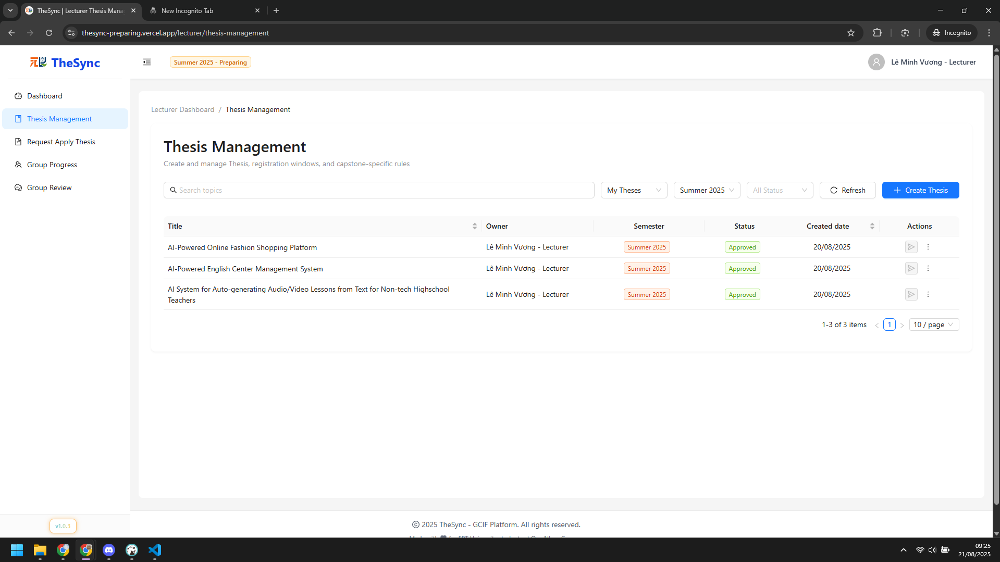 TheSync | Lecturer Thesis Mana
New Incognito Tab
thesync-preparing.vercel.app/lecturer/thesis-management
Incognito
TheSync
Summer 2025 - Preparing
Lê Minh Vương - Lecturer
Dashboard
Thesis Management
Request Apply Thesis
Group Progress
Group Review
v1.0.3
Lecturer Dashboard / Thesis Management
Thesis Management
Create and manage Thesis, registration windows, and capstone-specific rules
Search topics
My Theses
Summer 2025
All Status
Refresh
Create Thesis
Title Owner Semester Status Created date Actions
AI-Powered Online Fashion Shopping Platform Lê Minh Vương - Lecturer Summer 2025 Approved 20/08/2025
AI-Powered English Center Management System Lê Minh Vương - Lecturer Summer 2025 Approved 20/08/2025
AI System for Auto-generating Audio/Video Lessons from Text for Non-tech Highschool
Teachers Lê Minh Vương - Lecturer Summer 2025 Approved 20/08/2025
1-3 of 3 items < 1 > 10 / page
© 2025 TheSync - GCIF Platform. All rights reserved.
09:25
21/08/2025